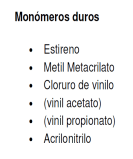 Monómeros duros
• Estireno
• Metil Metacrilato
• Cloruro de vinilo
• (vinil acetato)
• (vinil propionato)
• Acrilonitrilo